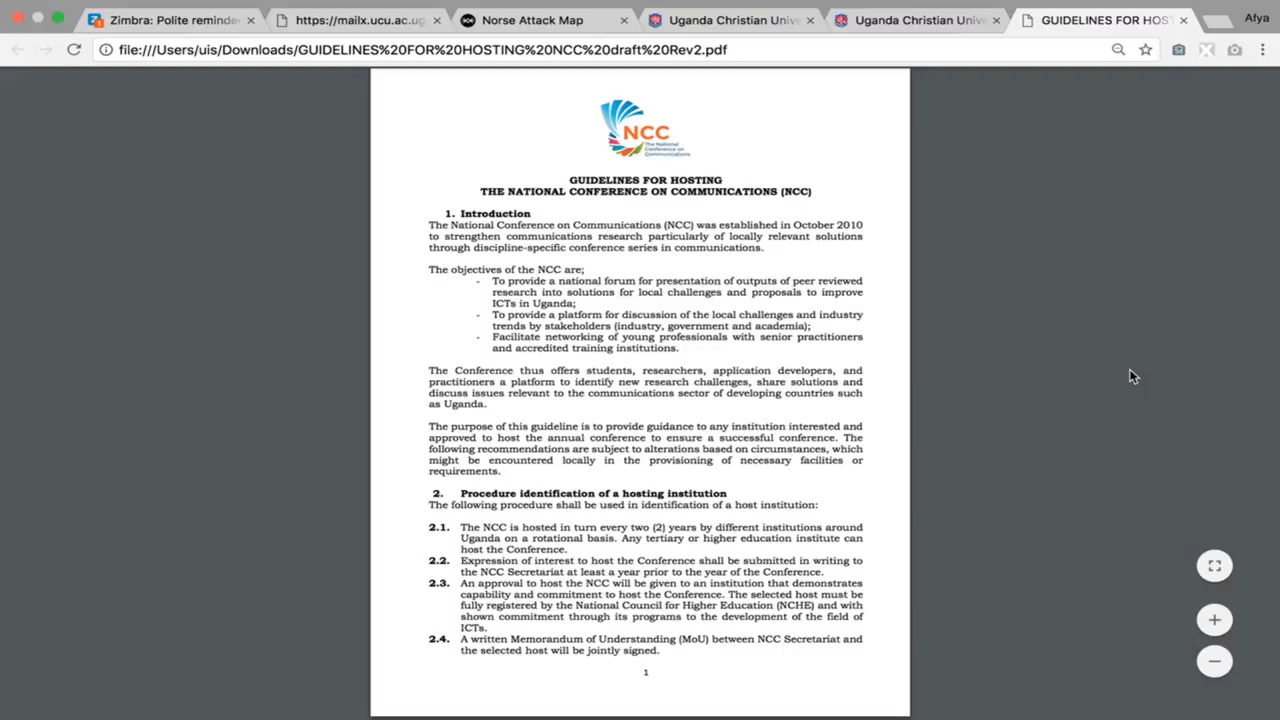 Zimbra: Polite reminde
https://mailx.ucu.ac.ug
Norse Attack Map
Uganda Christian Unive
Uganda Christian Unive
GUIDELINES FOR HOST
Afya
file:///Users/uis/Downloads/GUIDELINES%20FOR%20HOSTING%20NCC%20draft%20Rev2.pdf
NCC
The National
Conference on
Communications
GUIDELINES FOR HOSTING
THE NATIONAL CONFERENCE ON COMMUNICATIONS (NCC)
1. Introduction
The National Conference on Communications (NCC) was established in October 2010
to strengthen communications research particularly of locally relevant solutions
through discipline-specific conference series in communications.
The objectives of the NCC are;
- To provide a national forum for presentation of outputs of peer reviewed
research into solutions for local challenges and proposals to improve
ICTs in Uganda;
- To provide a platform for discussion of the local challenges and industry
trends by stakeholders (industry, government and academia);
- Facilitate networking of young professionals with senior practitioners
and accredited training institutions.
The Conference thus offers students, researchers, application developers, and
practitioners a platform to identify new research challenges, share solutions and
discuss issues relevant to the communications sector of developing countries such
as Uganda.
The purpose of this guideline is to provide guidance to any institution interested and
approved to host the annual conference to ensure a successful conference. The
following recommendations are subject to alterations based on circumstances, which
might be encountered locally in the provisioning of necessary facilities or
requirements.
2. Procedure identification of a hosting institution
The following procedure shall be used in identification of a host institution:
2.1. The NCC is hosted in turn every two (2) years by different institutions around
Uganda on a rotational basis. Any tertiary or higher education institute can
host the Conference.
2.2. Expression of interest to host the Conference shall be submitted in writing to
the NCC Secretariat at least a year prior to the year of the Conference.
2.3. An approval to host the NCC will be given to an institution that demonstrates
capability and commitment to host the Conference. The selected host must be
fully registered by the National Council for Higher Education (NCHE) and with
shown commitment through its programs to the development of the field of
ICTs.
2.4. A written Memorandum of Understanding (MoU) between NCC Secretariat and
the selected host will be jointly signed.
1